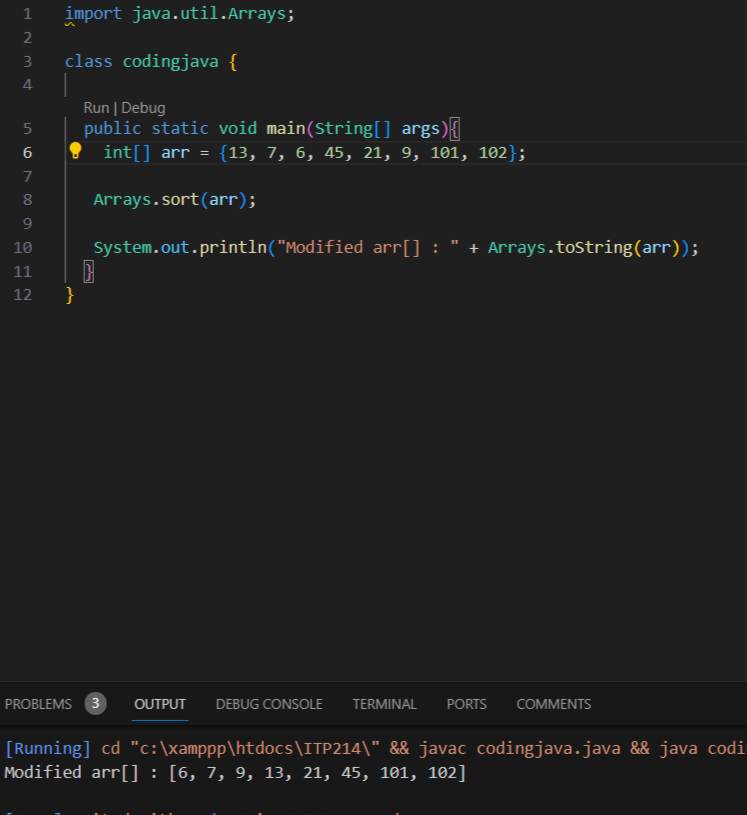 1 import java.util.Arrays;
2
3 class codingjava {
4
Run | Debug
5 public static void main(String[] args){
6 int[] arr = {13, 7, 6, 45, 21, 9, 101, 102};
7
8 Arrays.sort(arr);
9
10 System.out.println("Modified arr[] : " + Arrays.toString(arr));
11 }
12 }
PROBLEMS 3 OUTPUT DEBUG CONSOLE TERMINAL PORTS COMMENTS
[Running] cd "c:\xamppp\htdocs\ITP214\" && javac codingjava.java && java codi
Modified arr[] : [6, 7, 9, 13, 21, 45, 101, 102]